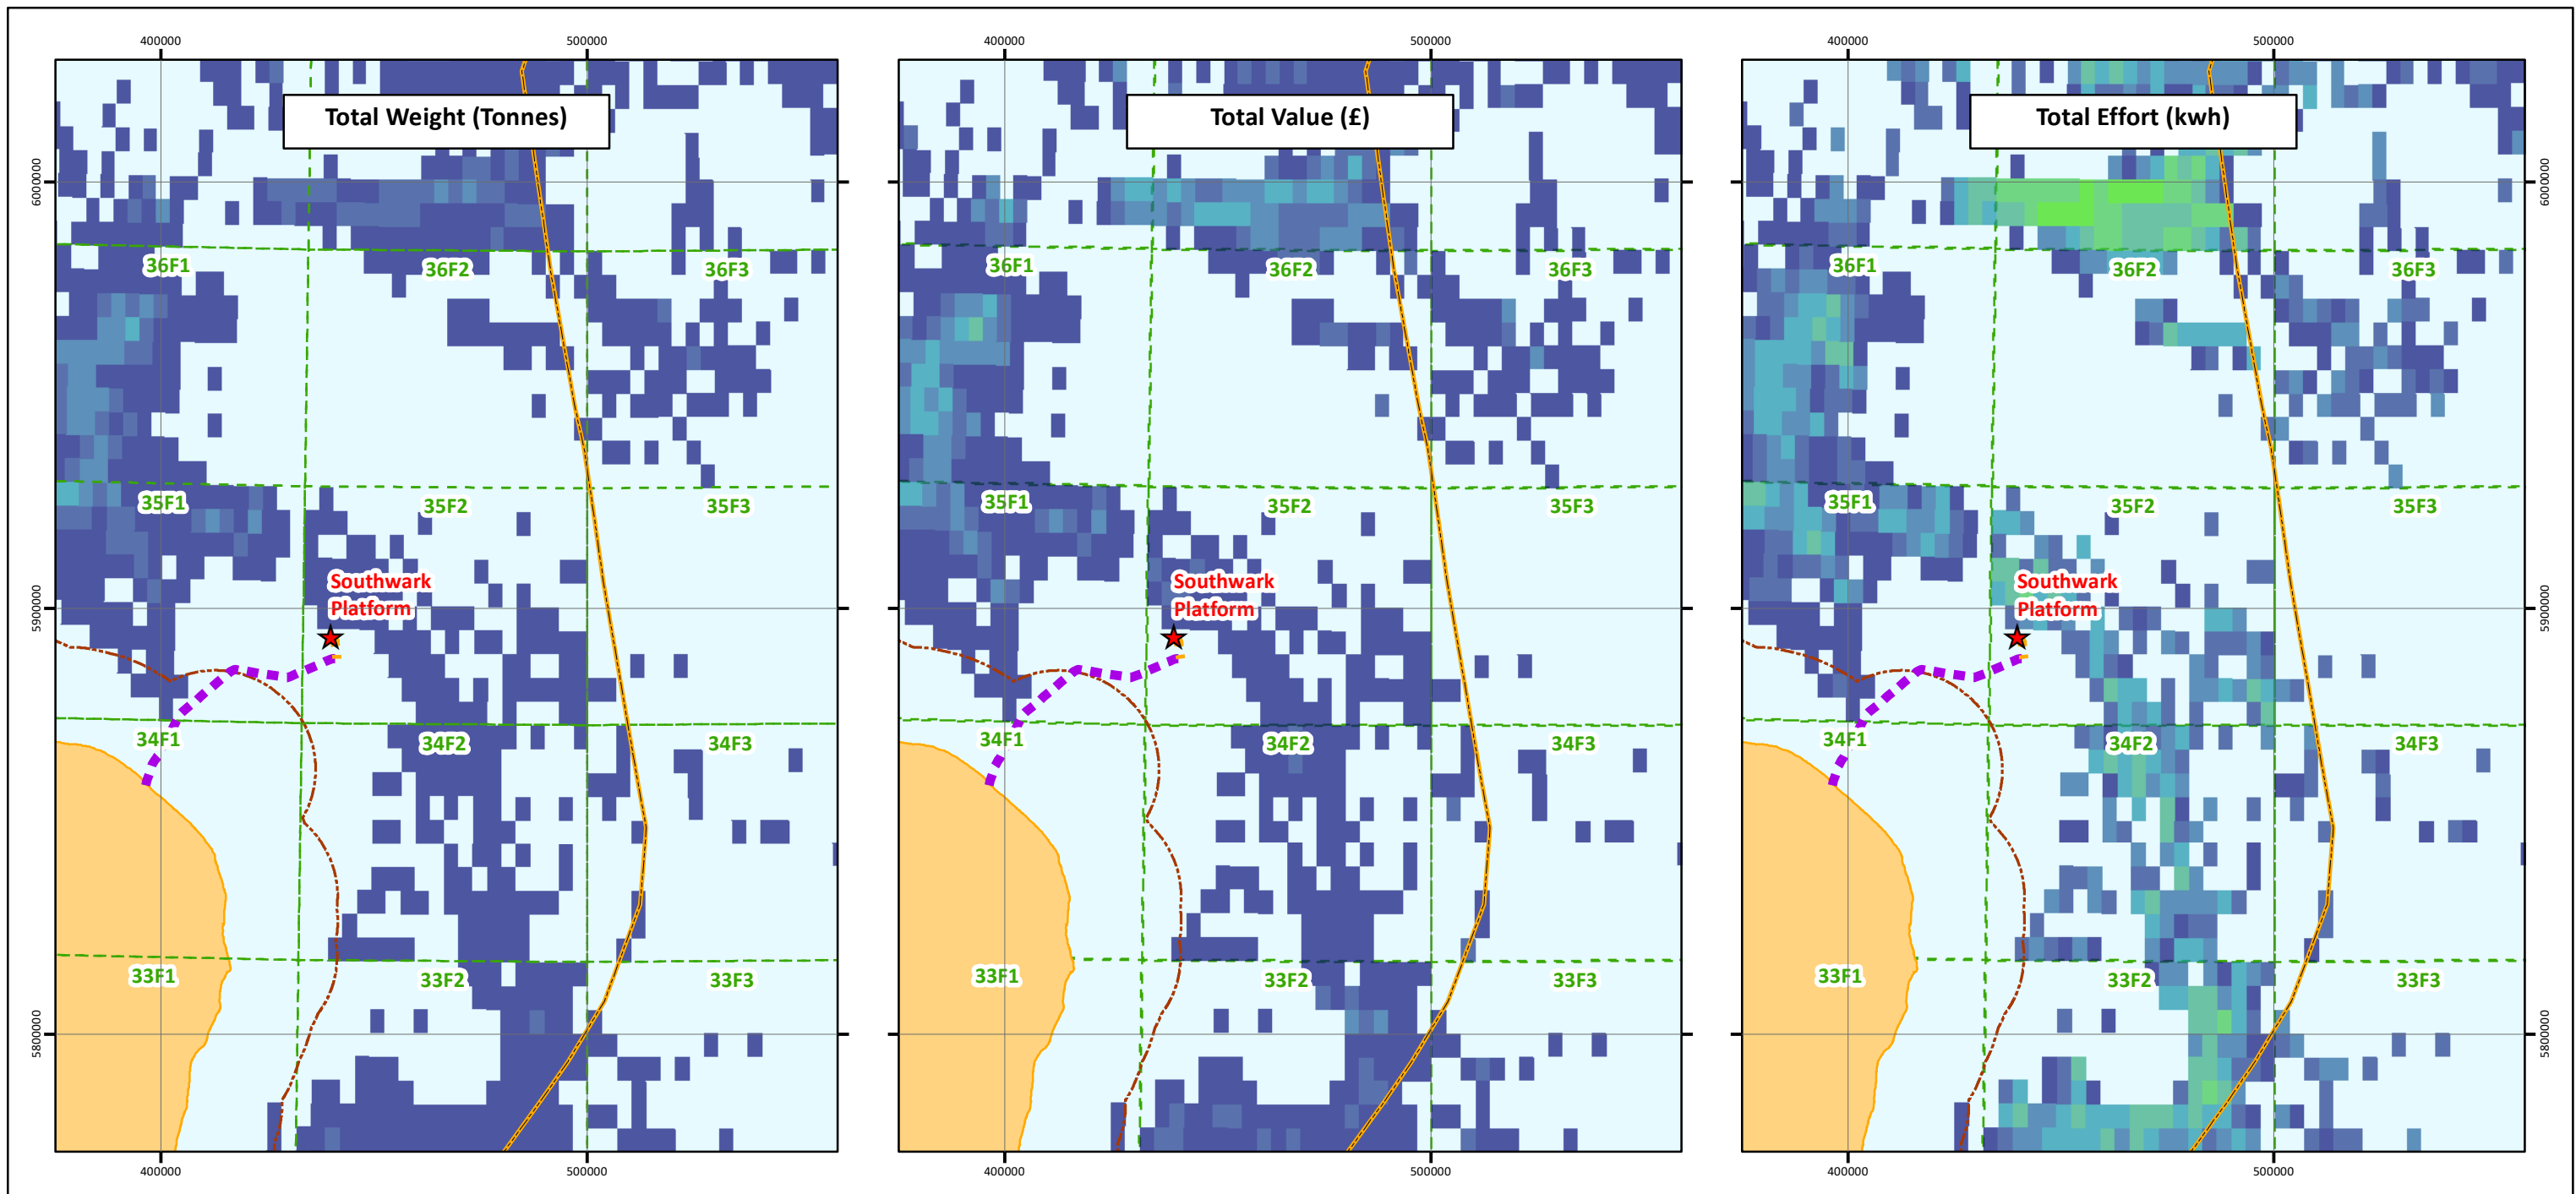 400000
500000
400000
500000
400000
500000
Total Weight (Tonnes)
Total Value (£)
Total Effort (kwh)
6000000
6000000
36F1
36F2
36F3
36F1
36F2
36F3
36F1
36F2
36F3
35F1
35F2
35F3
35F1
35F2
35F3
35F1
35F2
35F3
Southwark
Platform
Southwark
Platform
Southwark
Platform
5900000
5900000
34F1
34F2
34F3
34F1
34F2
34F3
34F1
34F2
34F3
33F1
33F2
33F3
33F1
33F2
33F3
33F1
33F2
33F3
5800000
5800000
400000
500000
400000
500000
400000
500000